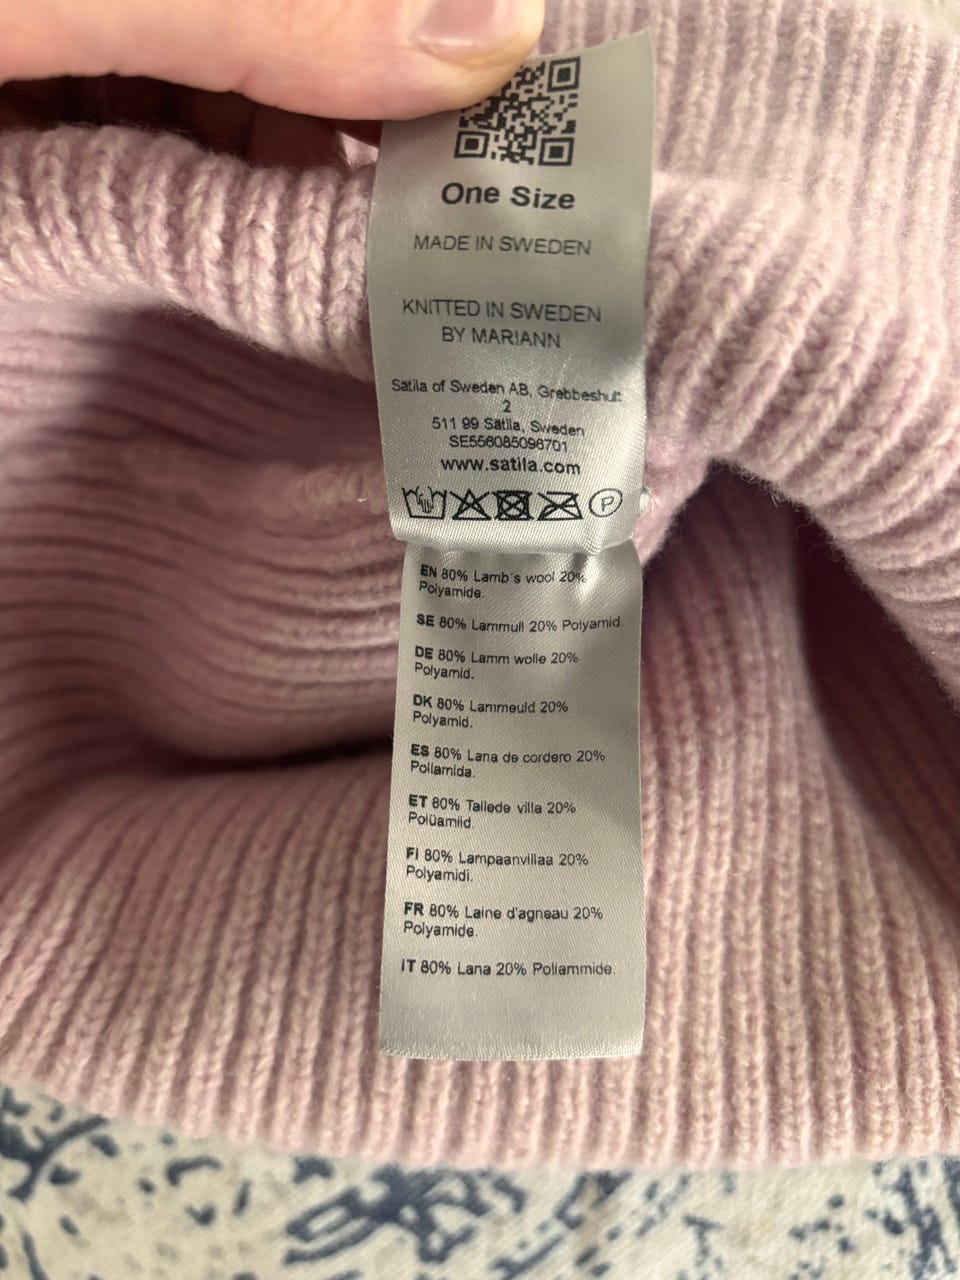 One Size
MADE IN SWEDEN
KNITTED IN SWEDEN
BY MARIANN
Sätila of Sweden AB, Grebbeshult
2
511 99 Sätila, Sweden
SE556085096701
www.satila.com
P
EN 80% Lamb´s wool 20%
Polyamide.
SE 80% Lammull 20% Polyamid.
DE 80% Lamm wolle 20%
Polyamid.
DK 80% Lammeuld 20%
Polyamid.
ES 80% Lana de cordero 20%
Poliamida.
ET 80% Tallede villa 20%
Polüamiid.
FI 80% Lampaanvillaa 20%
Polyamidi.
FR 80% Laine d'agneau 20%
Polyamide.
IT 80% Lana 20% Poliammide.